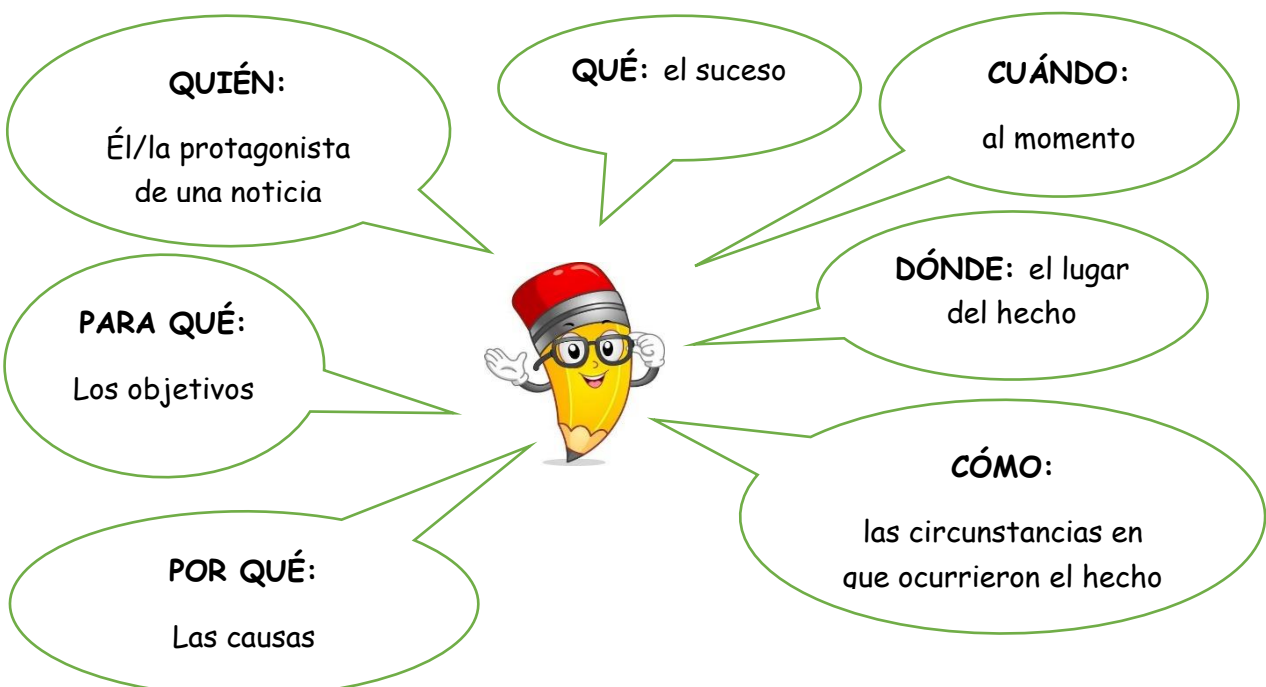 QUIÉN:
Él/la protagonista
de una noticia
QUÉ: el suceso
CUÁNDO:
al momento
DÓNDE: el lugar
del hecho
PARA QUÉ:
Los objetivos
CÓMO:
las circunstancias en
que ocurrieron el hecho
POR QUÉ:
Las causas